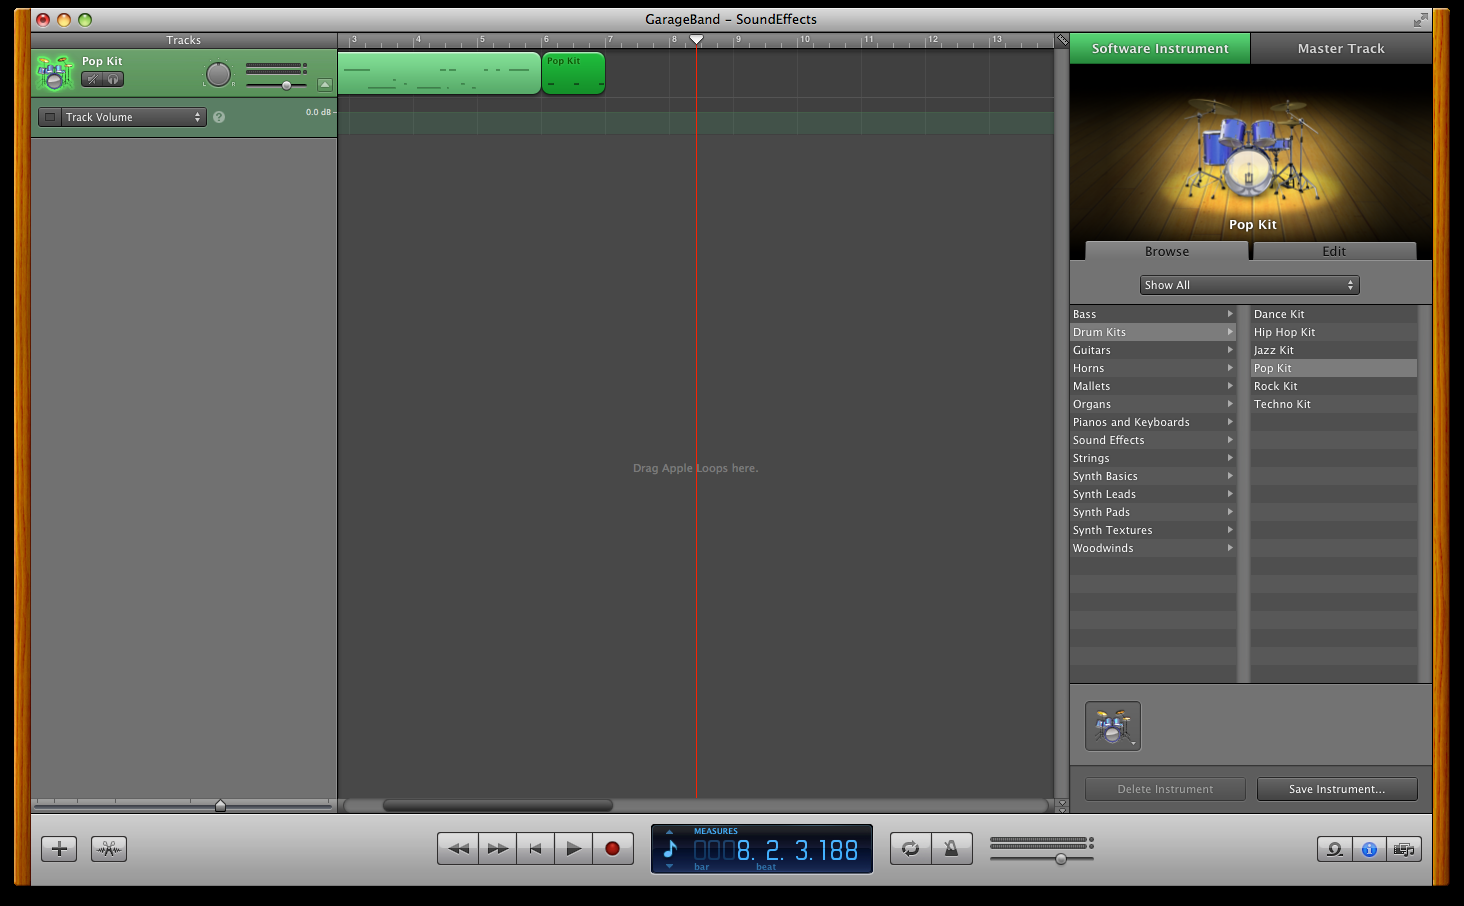 GarageBand – SoundEffects
Tracks
3 4 5 6 7 8 9 10 11 12 13
Software Instrument
Master Track
Pop Kit
L R
Pop Kit
Track Volume
?
0.0 dB
Pop Kit
Browse
Edit
Show All
Bass
Drum Kits
Guitars
Horns
Mallets
Organs
Pianos and Keyboards
Sound Effects
Strings
Synth Basics
Synth Leads
Synth Pads
Synth Textures
Woodwinds
Dance Kit
Hip Hop Kit
Jazz Kit
Pop Kit
Rock Kit
Techno Kit
Drag Apple Loops here.
Delete Instrument
Save Instrument...
MEASURES
0008. 2. 3.188
bar beat